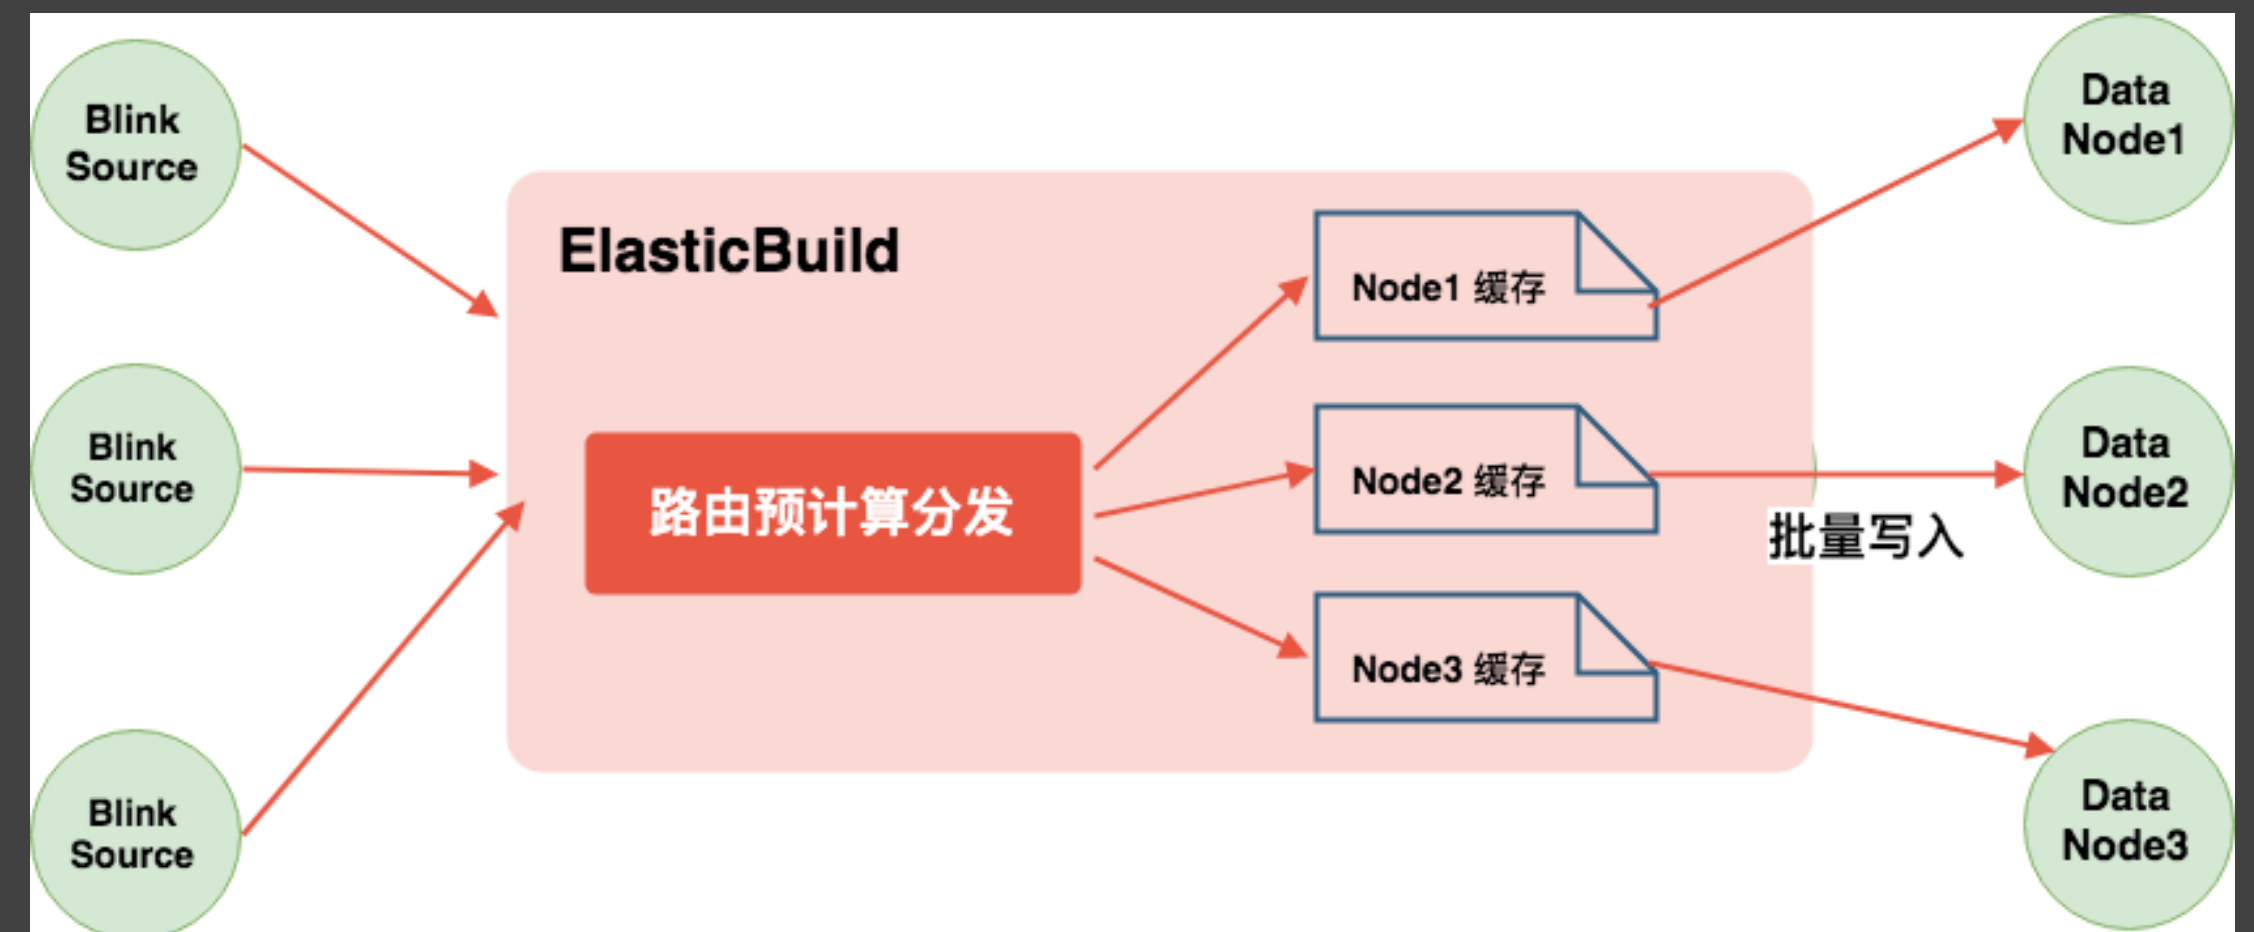 Blink
Source
Blink
Source
Blink
Source
ElasticBuild
路由预计算分发
Node1 缓存
Node2 缓存
Node3 缓存
批量写入
Data
Node1
Data
Node2
Data
Node3